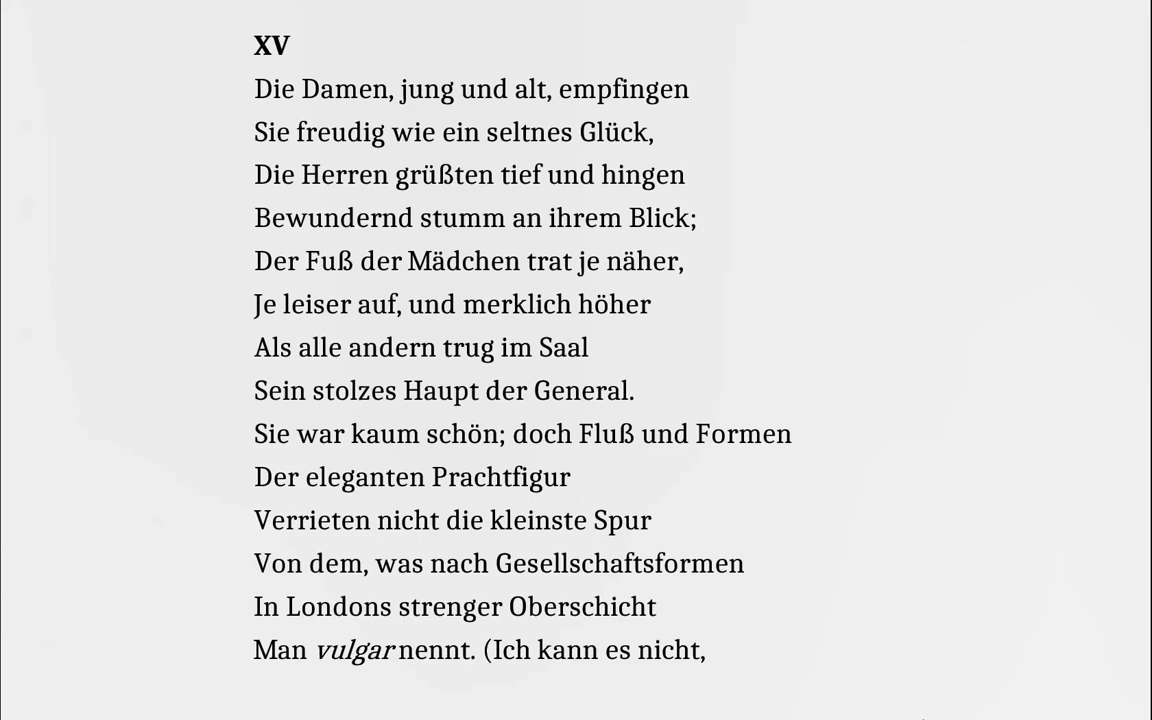 XV
Die Damen, jung und alt, empfingen
Sie freudig wie ein seltnes Glück,
Die Herren grüßten tief und hingen
Bewundernd stumm an ihrem Blick;
Der Fuß der Mädchen trat je näher,
Je leiser auf, und merklich höher
Als alle andern trug im Saal
Sein stolzes Haupt der General.
Sie war kaum schön; doch Fluß und Formen
Der eleganten Prachtfigur
Verrieten nicht die kleinste Spur
Von dem, was nach Gesellschaftsformen
In Londons strenger Oberschicht
Man vulgar nennt. (Ich kann es nicht,